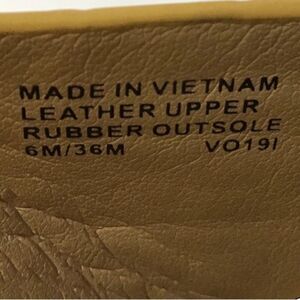 MADE IN VIETNAM
LEATHER UPPER
RUBBER OUTSOLE
6M/36M VO19I